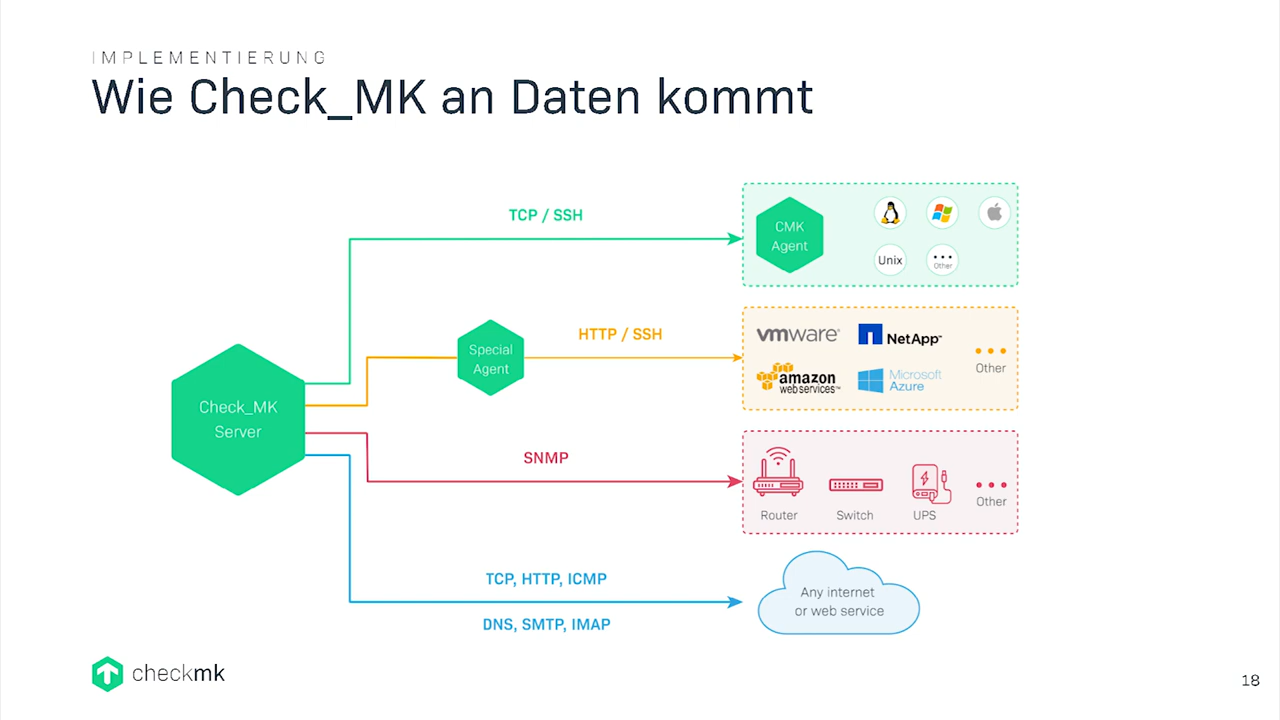 IMPLEMENTIERUNG
Wie Check_MK an Daten kommt
TCP / SSH
CMK
Agent
Unix
Other
HTTP / SSH
Special
Agent
vmware
NetApp™
amazon
web services™
Microsoft
Azure
Other
Check_MK
Server
SNMP
Router
Switch
UPS
Other
TCP, HTTP, ICMP
DNS, SMTP, IMAP
Any internet
or web service
checkmk
18